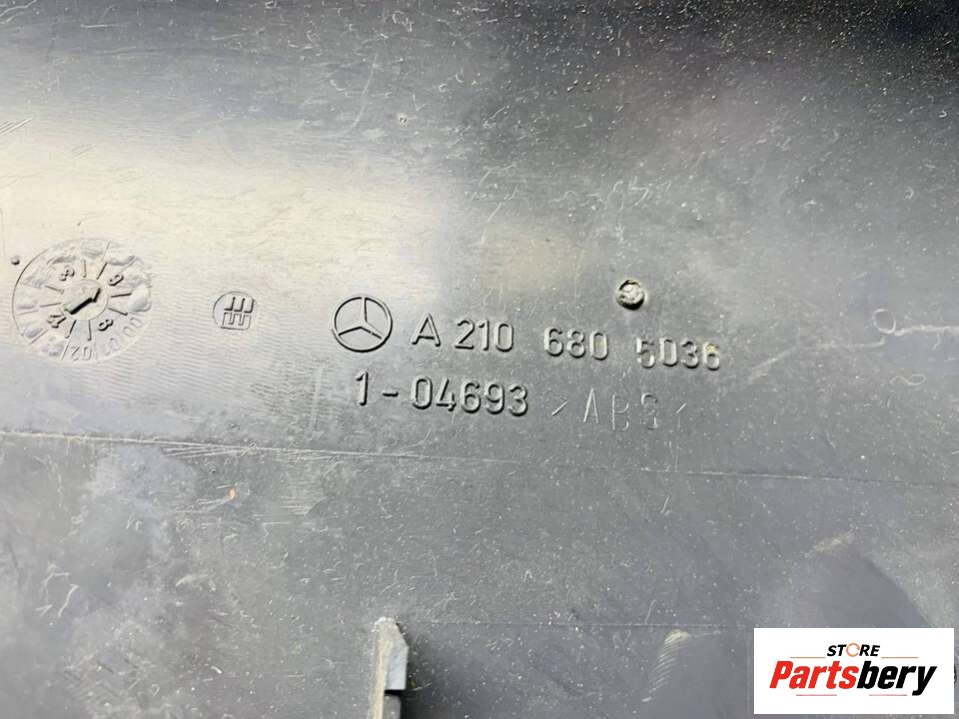 A 210 680 5036
1-04693 >ABS<
STORE
Partsbery